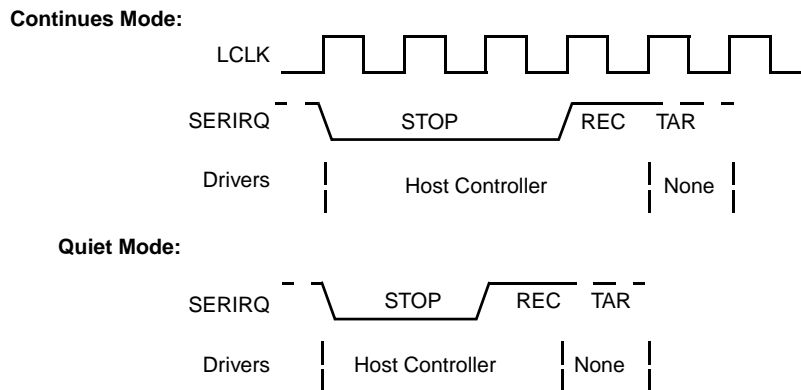 Continues Mode:
LCLK
SERIRQ STOP REC TAR
Drivers Host Controller None
Quiet Mode:
SERIRQ STOP REC TAR
Drivers Host Controller None